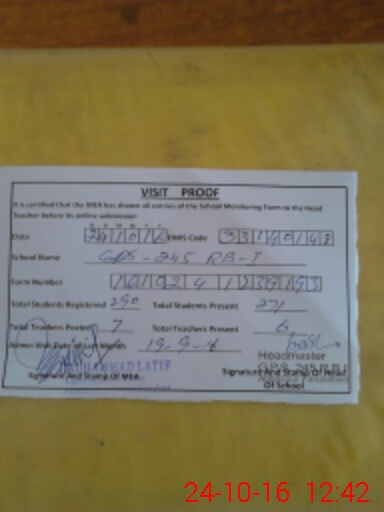 VISIT PROOF
It is certified that the MEA has shown all entries of the School Monitoring Form to the Head
Teacher before its online submission
Date EMIS Code
School Name GPS-245 RB-I
Form Number
Total Students Registered 290 Total Students Present 271
Total Teachers Posted 7 Total Teachers Present 6
Admin Visit Date of Last Month 19-9-16
MUHAMMAD LATIF
Headmaster
Signature And Stamp Of MEA Signature And Stamp Of Head
Of School
24-10-16 12:42